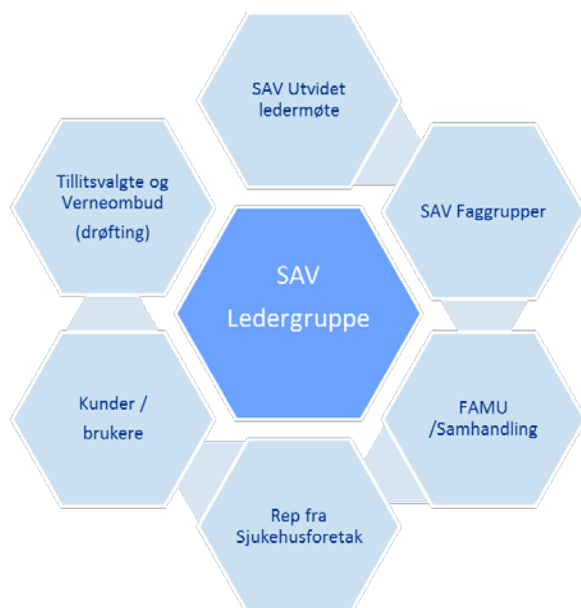 SAV Utvidet
ledermøte
Tillitsvalgte og
Verneombud
(drøfting)
SAV Faggrupper
SAV
Ledergruppe
Kunder /
brukere
FAMU
/Samhandling
Rep fra
Sjukehusforetak